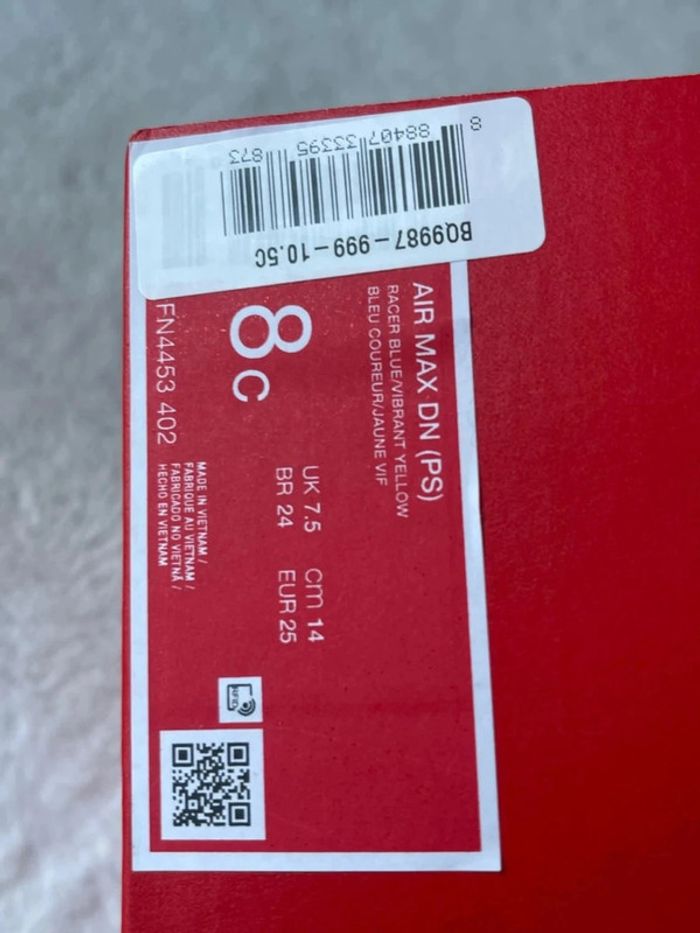 8 88407 33395 873
BQ9987-999-10.5C
AIR MAX DN (PS)
RACER BLUE/VIBRANT YELLOW
BLEU COUREUR/JAUNE VIF
8C
UK 7.5 cm 14
BR 24 EUR 25
FN4453 402
MADE IN VIETNAM /
FABRIQUE AU VIETNAM /
FABRICADO NO VIETNÃ /
HECHO EN VIETNAM
RFID